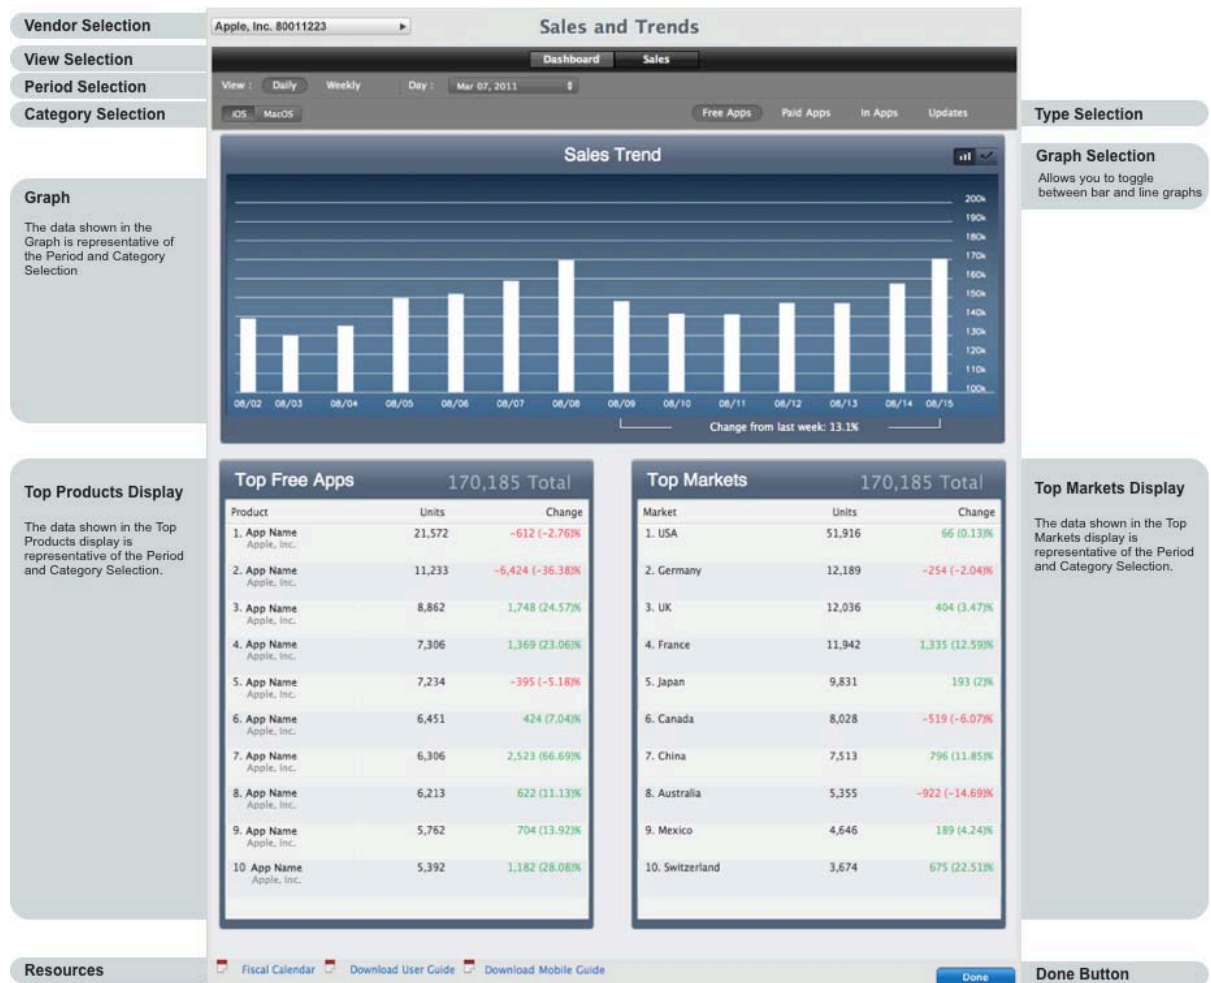 Vendor Selection
Apple, Inc. 80011223
Sales and Trends
View Selection
Dashboard Sales
Period Selection
View : Daily Weekly Day : Mar 07, 2011
Category Selection
iOS MacOS
Free Apps Paid Apps In Apps Updates
Type Selection
Sales Trend
Graph Selection
Allows you to toggle
between bar and line graphs
Graph
The data shown in the
Graph is representative of
the Period and Category
Selection
200k
190k
180k
170k
160k
150k
140k
130k
120k
110k
100k
08/02 08/03 08/04 08/05 08/06 08/07 08/08 08/09 08/10 08/11 08/12 08/13 08/14 08/15
Change from last week: 13.1%
Top Products Display
The data shown in the Top
Products display is
representative of the Period
and Category Selection.
Top Free Apps 170,185 Total
Product Units Change
1. App Name 21,572 -612 (-2.76)%
Apple, Inc.
2. App Name 11,233 -6,424 (-36.38)%
Apple, Inc.
3. App Name 8,862 1,748 (24.57)%
Apple, Inc.
4. App Name 7,306 1,369 (23.06)%
Apple, Inc.
5. App Name 7,234 -395 (-5.18)%
Apple, Inc.
6. App Name 6,451 424 (7.04)%
Apple, Inc.
7. App Name 6,306 2,523 (66.69)%
Apple, Inc.
8. App Name 6,213 622 (11.13)%
Apple, Inc.
9. App Name 5,762 704 (13.92)%
Apple, Inc.
10 App Name 5,392 1,182 (28.08)%
Apple, Inc.
Top Markets 170,185 Total
Market Units Change
1. USA 51,916 66 (0.13)%
2. Germany 12,189 -254 (-2.04)%
3. UK 12,036 404 (3.47)%
4. France 11,942 1,335 (12.59)%
5. Japan 9,831 193 (2)%
6. Canada 8,028 -519 (-6.07)%
7. China 7,513 796 (11.85)%
8. Australia 5,355 -922 (-14.69)%
9. Mexico 4,646 189 (4.24)%
10. Switzerland 3,674 675 (22.51)%
Top Markets Display
The data shown in the Top
Markets display is
representative of the Period
and Category Selection.
Resources
Fiscal Calendar Download User Guide Download Mobile Guide
Done
Done Button